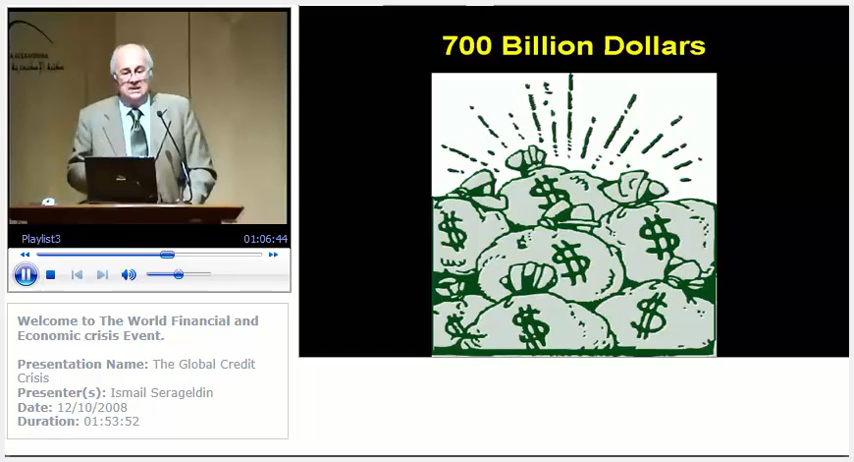 700 Billion Dollars
$
$
$
$
$
$
$
Playlist3
01:06:44
Welcome to The World Financial and
Economic crisis Event.
Presentation Name: The Global Credit
Crisis
Presenter(s): Ismail Serageldin
Date: 12/10/2008
Duration: 01:53:52